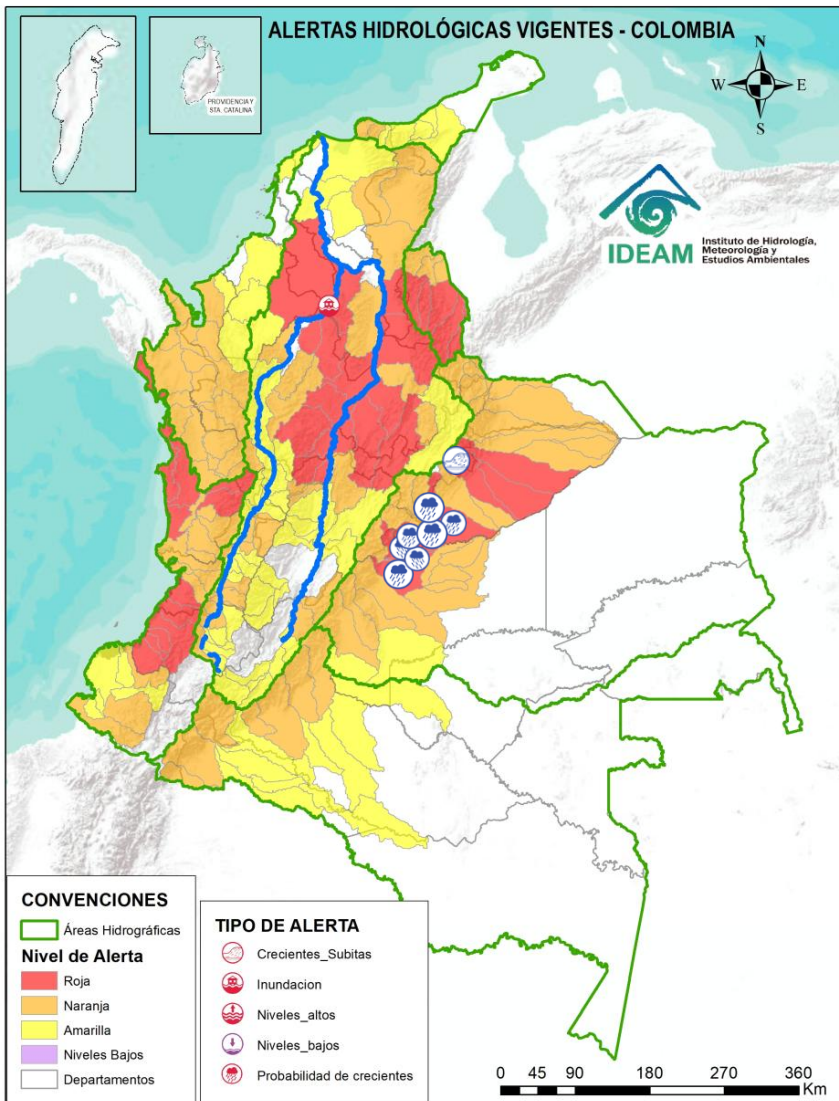 ALERTAS HIDROLÓGICAS VIGENTES - COLOMBIA
PROVIDENCIA Y
STA. CATALINA
N
W
E
S
IDEAM
Instituto de Hidrología,
Meteorología y
Estudios Ambientales
CONVENCIONES
Áreas Hidrográficas
Nivel de Alerta
Roja
Naranja
Amarilla
Niveles Bajos
Departamentos
TIPO DE ALERTA
Crecientes_Subitas
Inundacion
Niveles_altos
Niveles_bajos
Probabilidad de crecientes
0 45 90 180 270 360
Km